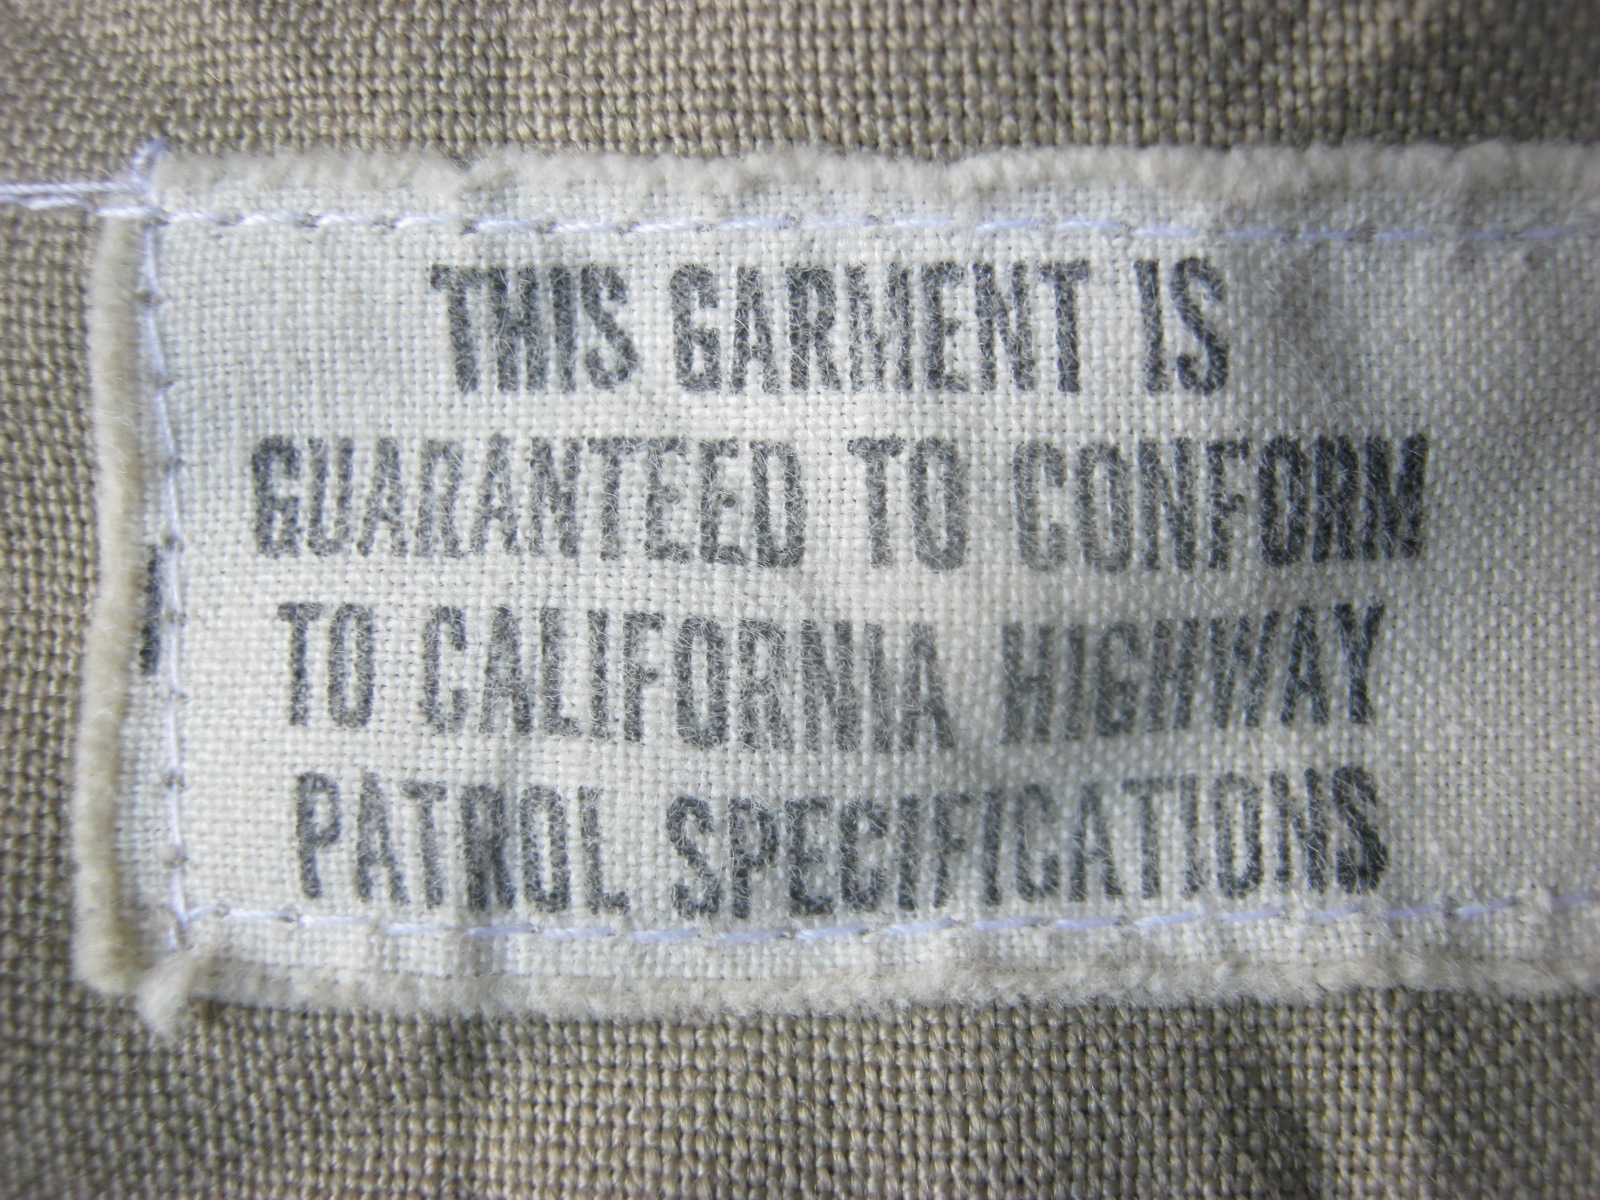 THIS GARMENT IS
GUARANTEED TO CONFORM
TO CALIFORNIA HIGHWAY
PATROL SPECIFICATIONS